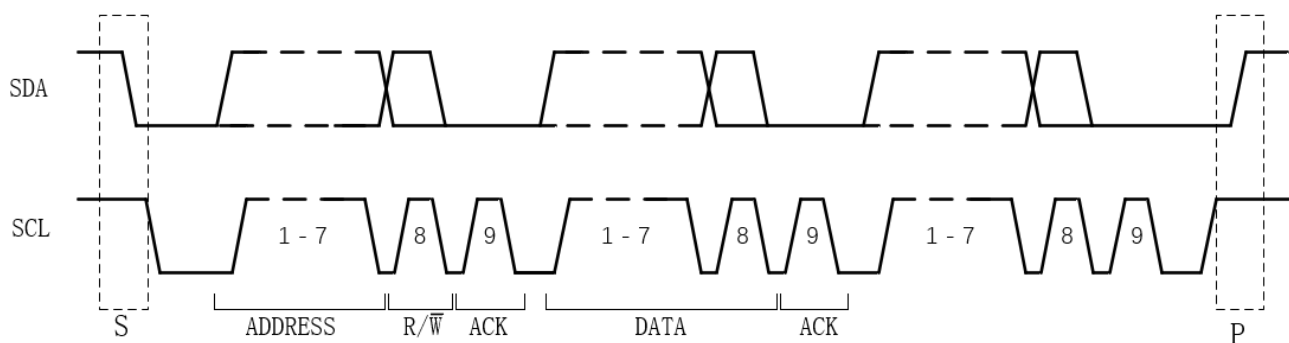 SDA
SCL
1-7 8 9 1-7 8 9 1-7 8 9
S ADDRESS R/W̅ ACK DATA ACK P